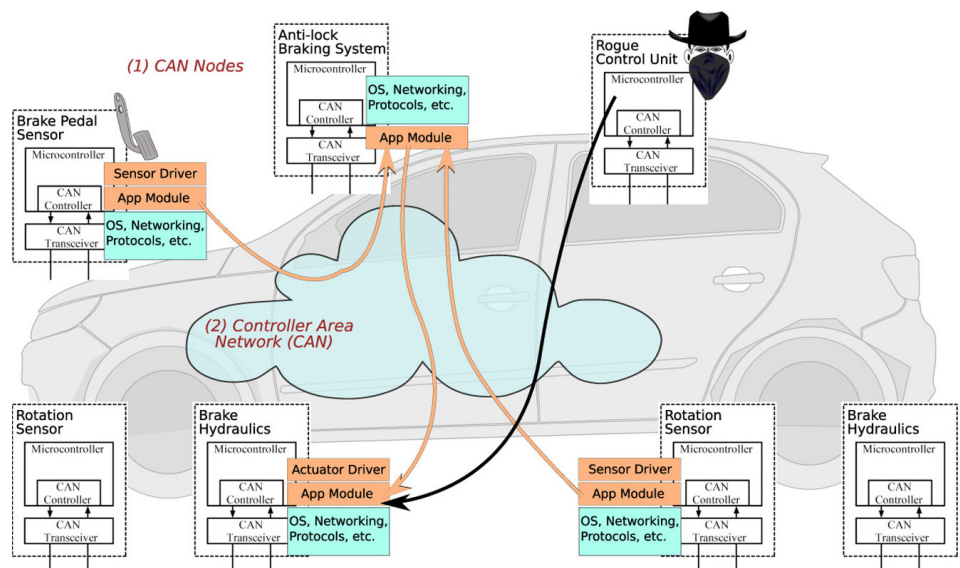 (1) CAN Nodes
Anti-lock
Braking System
Microcontroller
CAN
Controller
CAN
Transceiver
OS, Networking,
Protocols, etc.
App Module
Rogue
Control Unit
Microcontroller
CAN
Controller
CAN
Transceiver
Brake Pedal
Sensor
Microcontroller
CAN
Controller
CAN
Transceiver
Sensor Driver
App Module
OS, Networking,
Protocols, etc.
(2) Controller Area
Network (CAN)
Rotation
Sensor
Microcontroller
CAN
Controller
CAN
Transceiver
Brake
Hydraulics
Microcontroller
CAN
Controller
CAN
Transceiver
Actuator Driver
App Module
OS, Networking,
Protocols, etc.
Sensor Driver
App Module
OS, Networking,
Protocols, etc.
Rotation
Sensor
Microcontroller
CAN
Controller
CAN
Transceiver
Brake
Hydraulics
Microcontroller
CAN
Controller
CAN
Transceiver